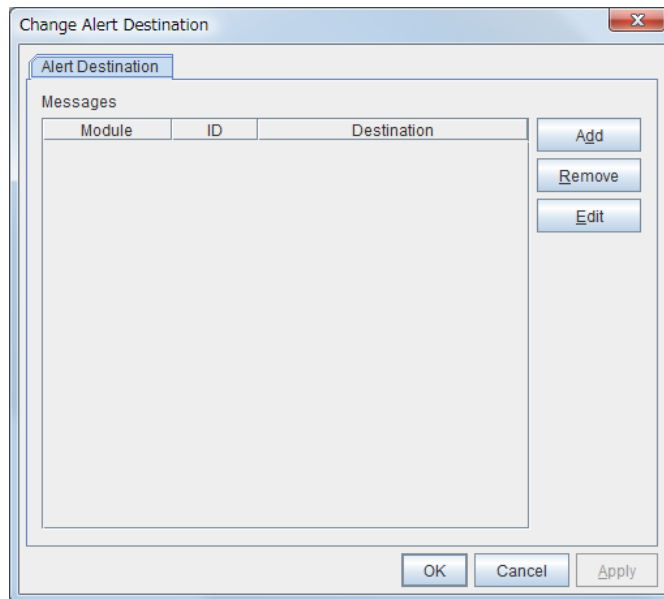 Change Alert Destination
Alert Destination
Messages
Module ID Destination
Add
Remove
Edit
OK Cancel Apply